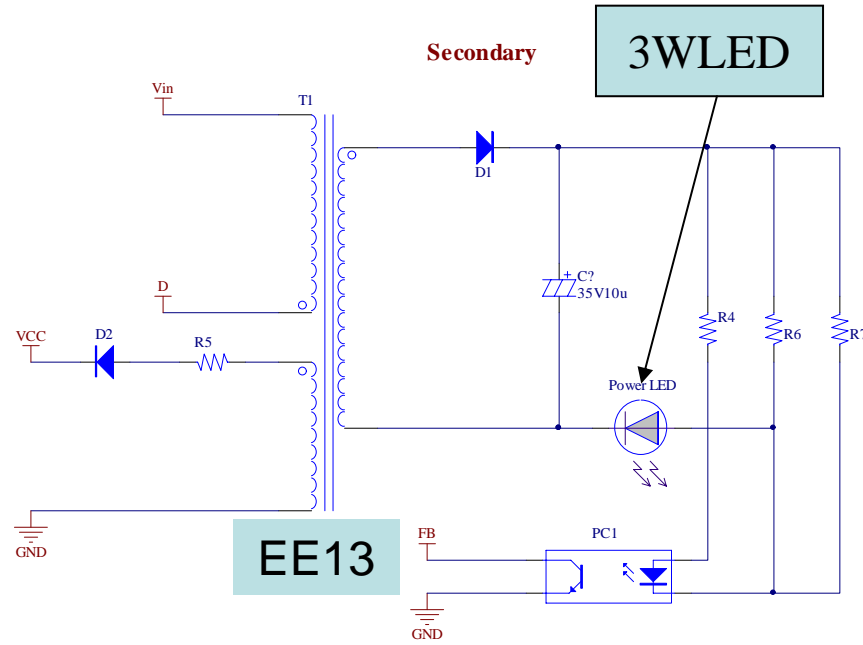 Secondary
3WLED
Vin
T1
D1
D
C?
+
35V10u
R4
R6
R7
VCC
D2
R5
Power LED
GND
EE13
FB
PC1
GND